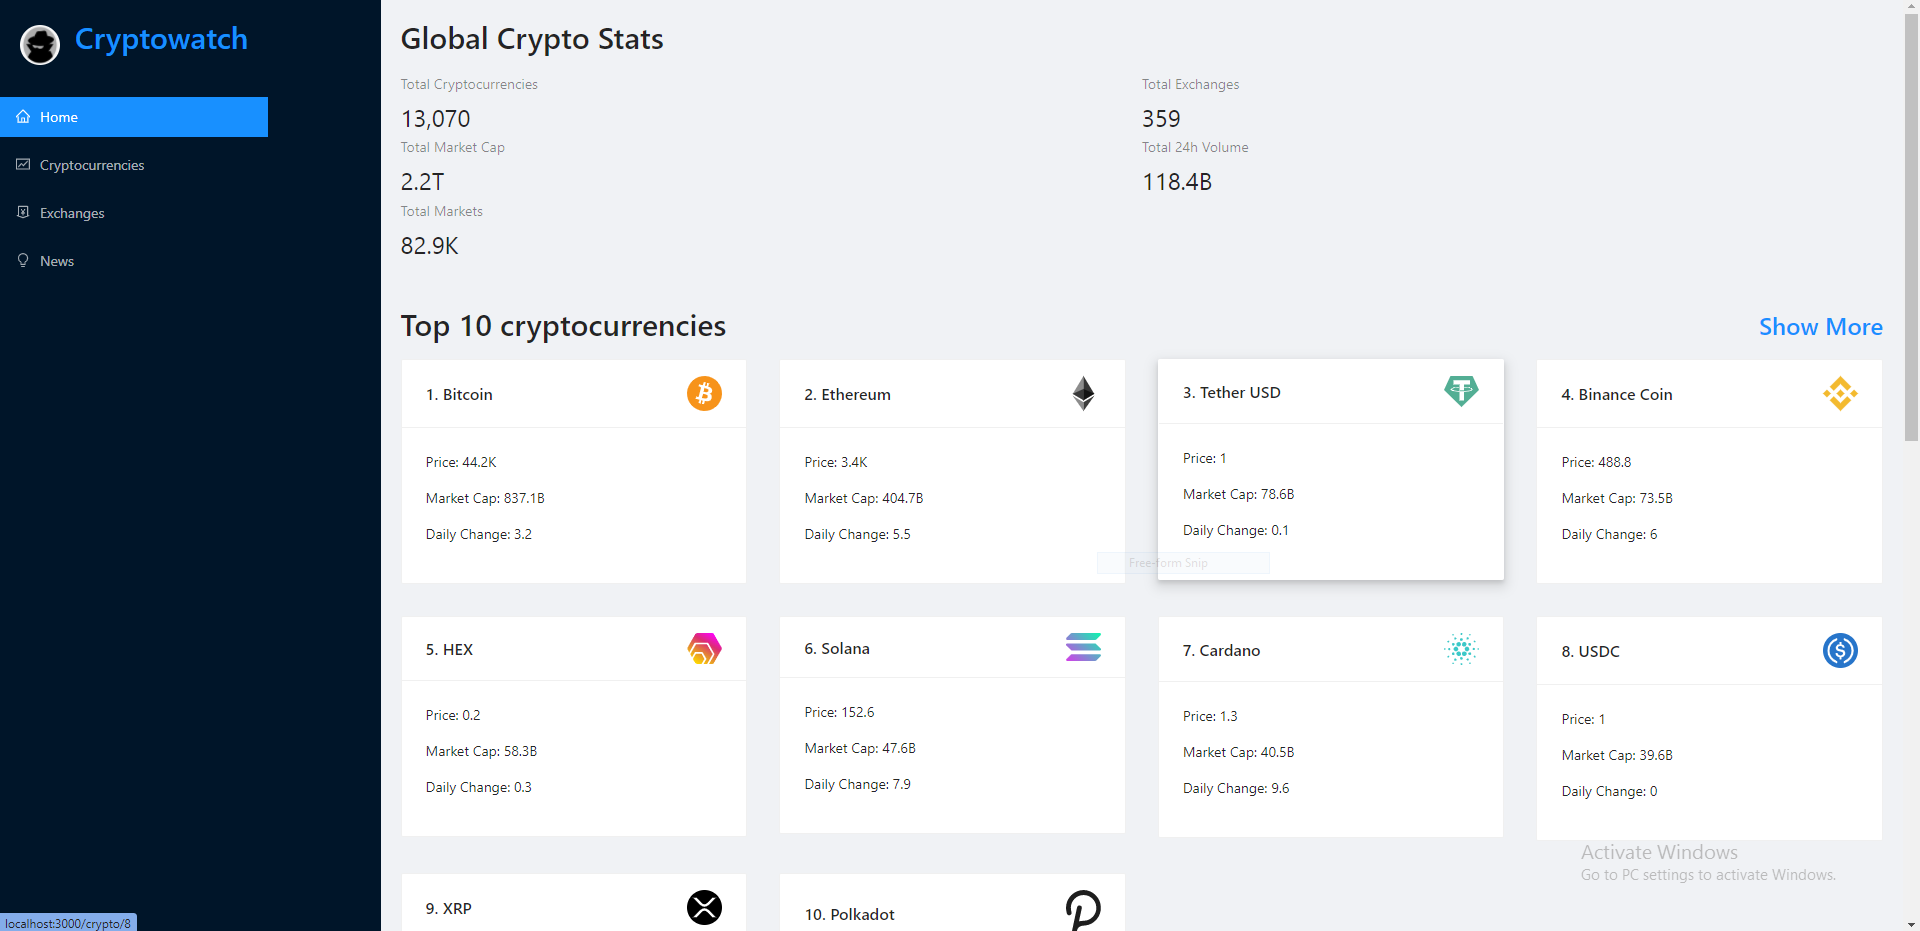 Cryptowatch
Home
Cryptocurrencies
Exchanges
News
Global Crypto Stats
Total Cryptocurrencies
13,070
Total Exchanges
359
Total Market Cap
2.2T
Total 24h Volume
118.4B
Total Markets
82.9K
Top 10 cryptocurrencies
Show More
1. Bitcoin
Price: 44.2K
Market Cap: 837.1B
Daily Change: 3.2
2. Ethereum
Price: 3.4K
Market Cap: 404.7B
Daily Change: 5.5
3. Tether USD
Price: 1
Market Cap: 78.6B
Daily Change: 0.1
Free-form Snip
4. Binance Coin
Price: 488.8
Market Cap: 73.5B
Daily Change: 6
5. HEX
Price: 0.2
Market Cap: 58.3B
Daily Change: 0.3
6. Solana
Price: 152.6
Market Cap: 47.6B
Daily Change: 7.9
7. Cardano
Price: 1.3
Market Cap: 40.5B
Daily Change: 9.6
8. USDC
Price: 1
Market Cap: 39.6B
Daily Change: 0
9. XRP
10. Polkadot
Activate Windows
Go to PC settings to activate Windows.
localhost:3000/crypto/8